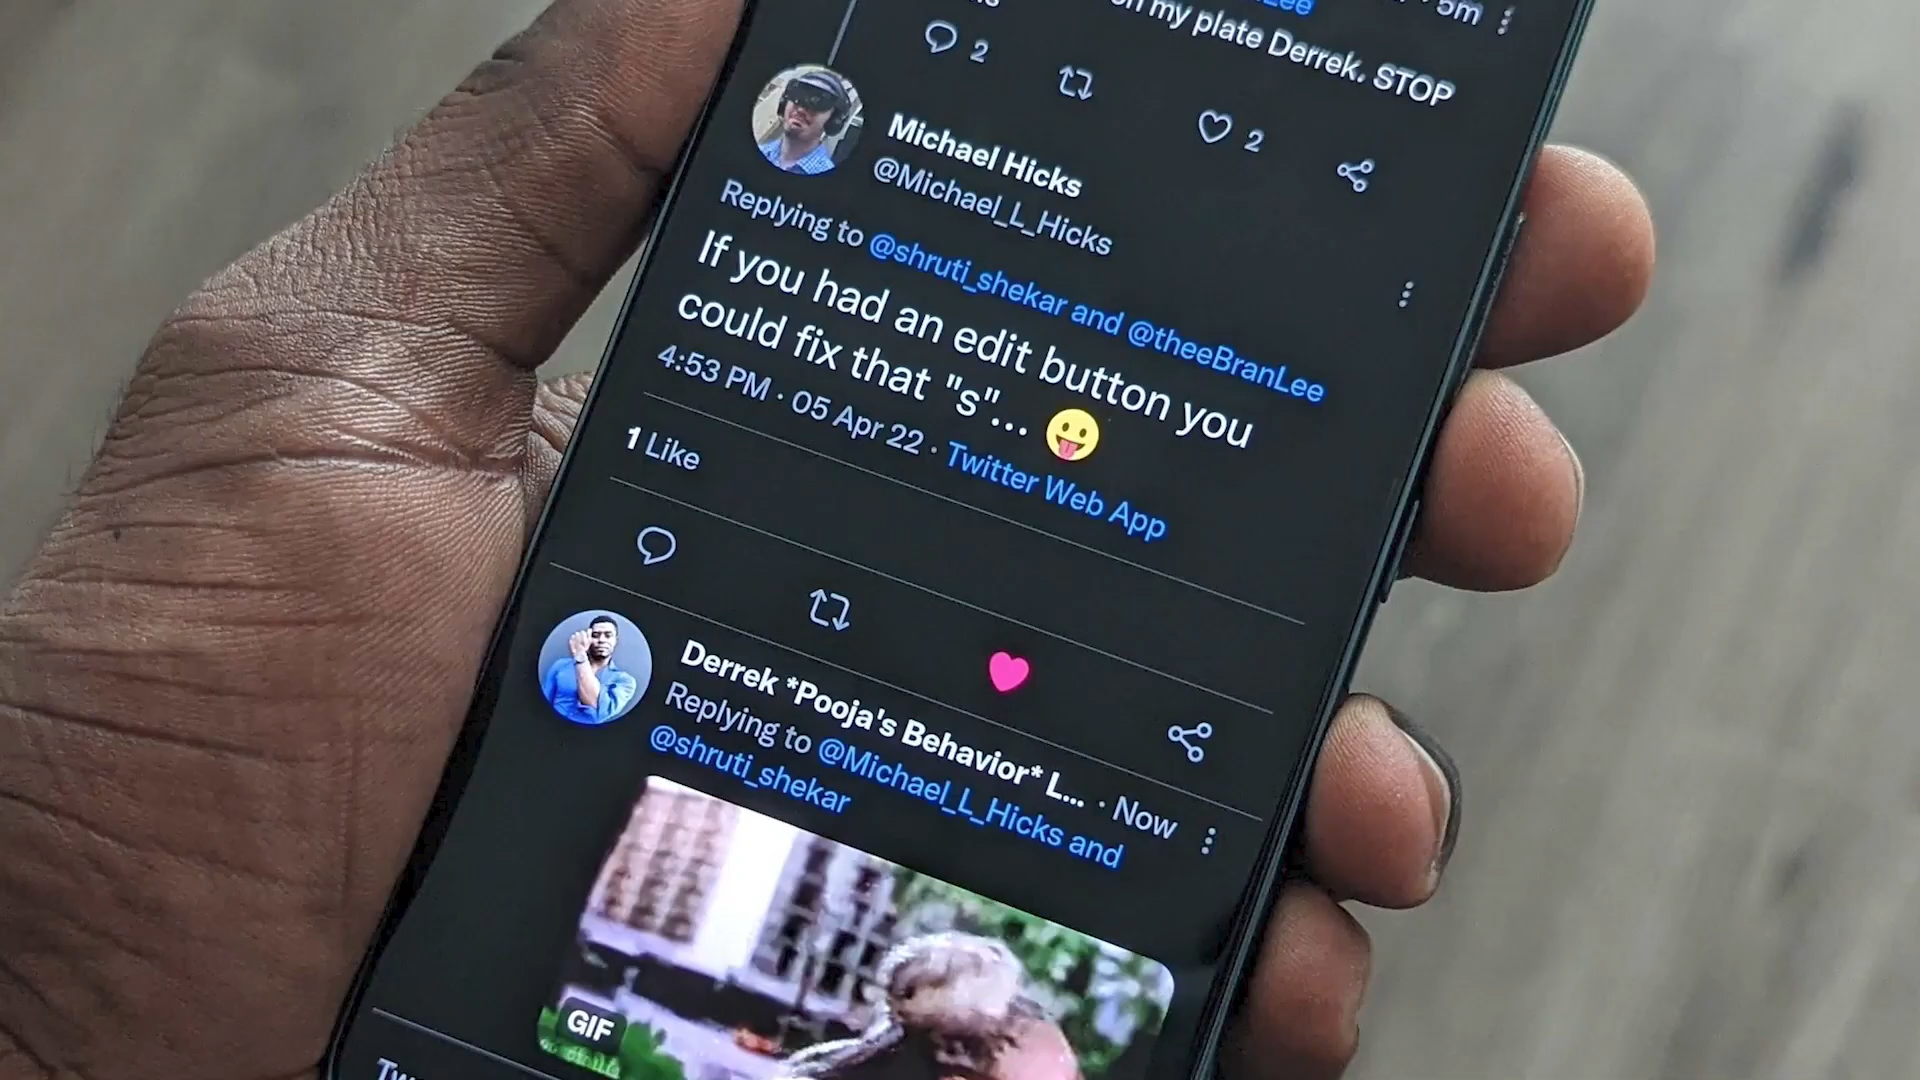 Lee · 5m
on my plate Derrek. STOP
2
2
Michael Hicks
@Michael_L_Hicks
Replying to @shruti_shekar and @theeBranLee
If you had an edit button you
could fix that "s"... 😛
4:53 PM · 05 Apr 22 · Twitter Web App
1 Like
Derrek *Pooja's Behavior* L... · Now
Replying to @Michael_L_Hicks and
@shruti_shekar
GIF